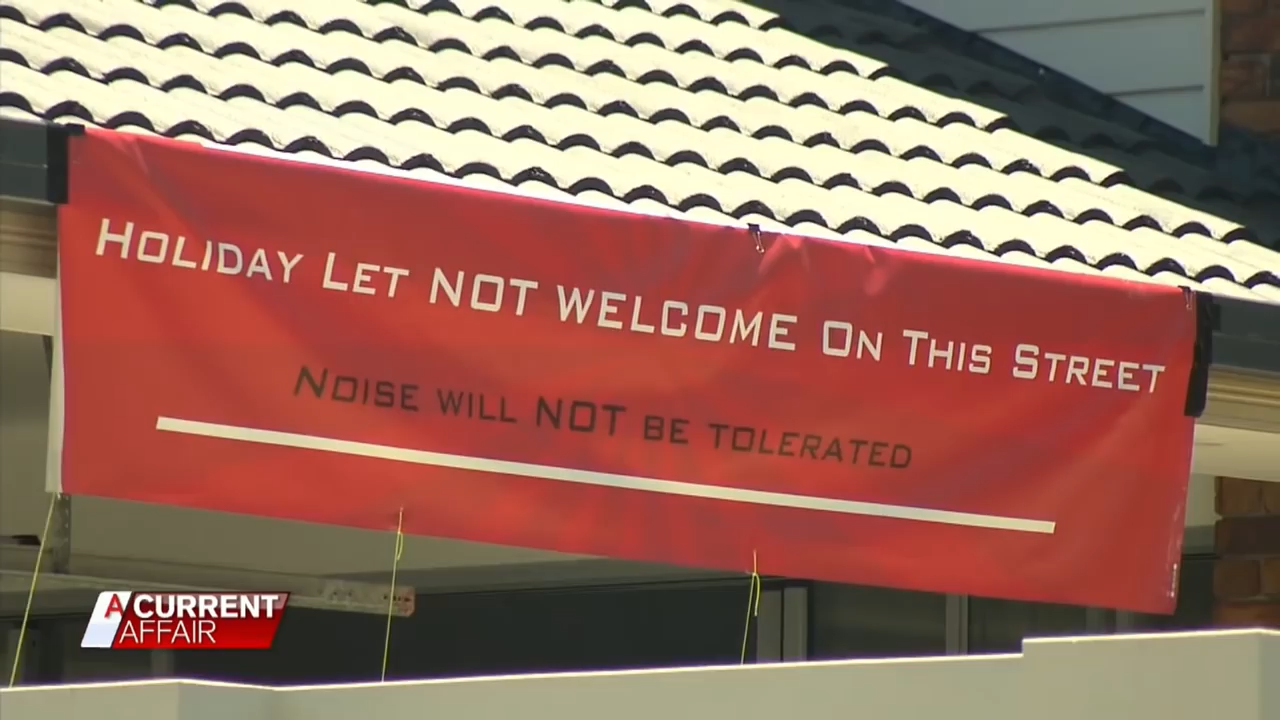 Holiday Let NOT WELCOME On This Street
Noise will NOT be tolerated
A CURRENT
AFFAIR